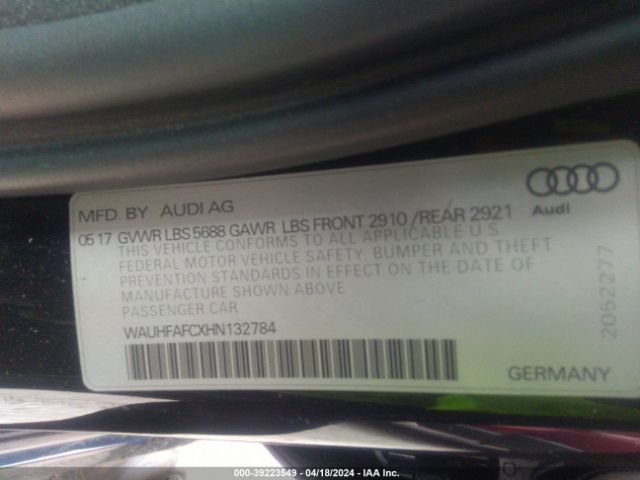 MFD. BY AUDI AG
Audi
05 17 GVWR LBS 5688 GAWR LBS FRONT 2910 /REAR 2921
THIS VEHICLE CONFORMS TO ALL APPLICABLE U S
FEDERAL MOTOR VEHICLE SAFETY, BUMPER AND THEFT
PREVENTION STANDARDS IN EFFECT ON THE DATE OF
MANUFACTURE SHOWN ABOVE
PASSENGER CAR
WAUHFAFCXHN132784
2052277
GERMANY
000-39223549 - 04/18/2024 - IAA Inc.